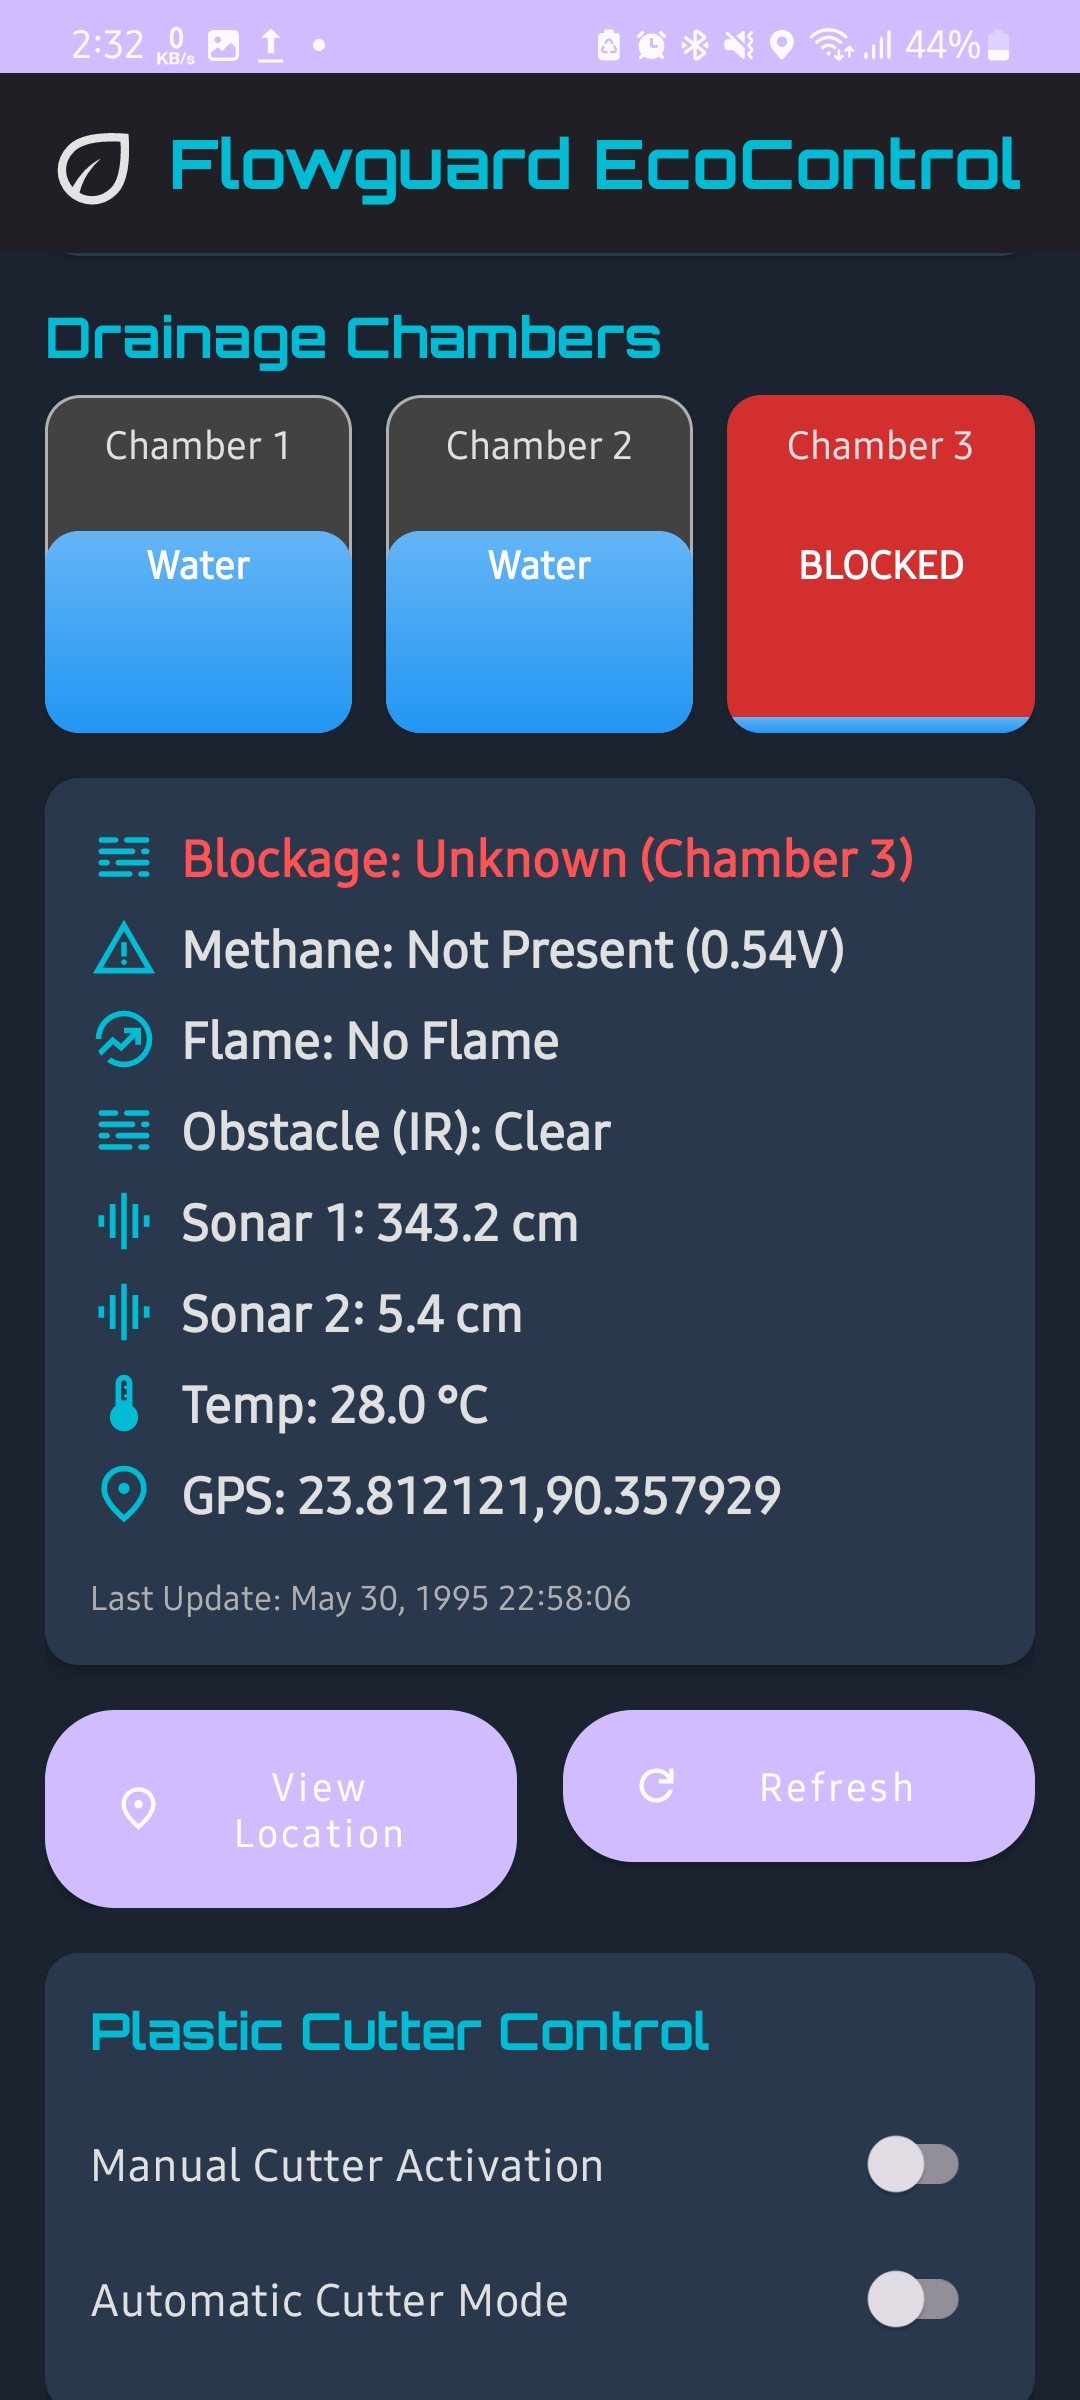 2:32 0 KB/s 44%
Flowguard EcoControl
Drainage Chambers
Chamber 1 Chamber 2 Chamber 3
Water Water BLOCKED
Blockage: Unknown (Chamber 3)
Methane: Not Present (0.54V)
Flame: No Flame
Obstacle (IR): Clear
Sonar 1: 343.2 cm
Sonar 2: 5.4 cm
Temp: 28.0 °C
GPS: 23.812121,90.357929
Last Update: May 30, 1995 22:58:06
View
Location
Refresh
Plastic Cutter Control
Manual Cutter Activation
Automatic Cutter Mode